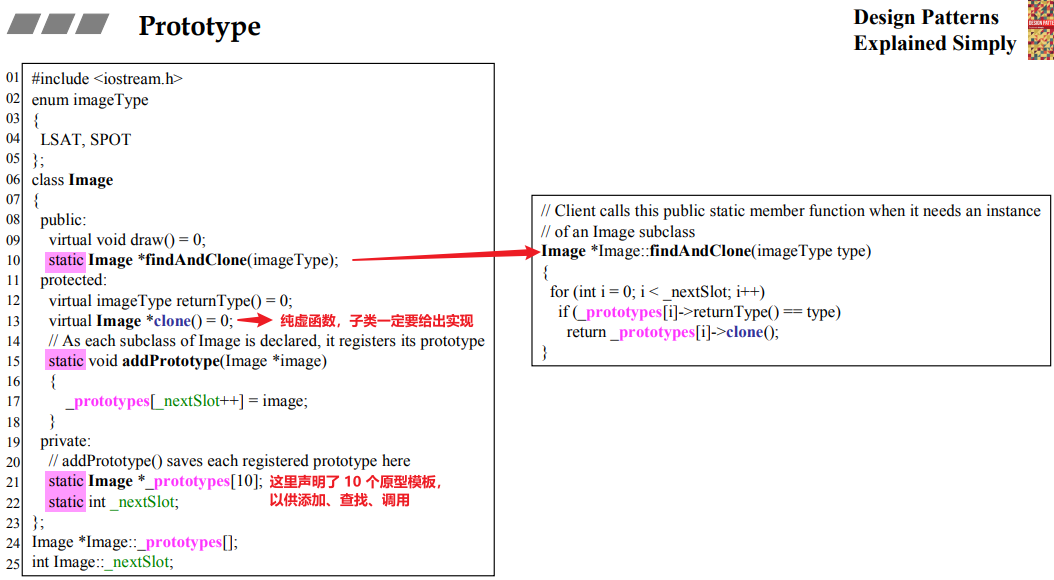 Prototype
Design Patterns
Explained Simply
01 #include <iostream.h>
02 enum imageType
03 {
04 LSAT, SPOT
05 };
06 class Image
07 {
08 public:
09 virtual void draw() = 0;
10 static Image *findAndClone(imageType);
11 protected:
12 virtual imageType returnType() = 0;
13 virtual Image *clone() = 0; 纯虚函数，子类一定要给出实现
14 // As each subclass of Image is declared, it registers its prototype
15 static void addPrototype(Image *image)
16 {
17 _prototypes[_nextSlot++] = image;
18 }
19 private:
20 // addPrototype() saves each registered prototype here
21 static Image *_prototypes[10]; 这里声明了 10 个原型模板，
22 static int _nextSlot; 以供添加、查找、调用
23 };
24 Image *Image::_prototypes[];
25 int Image::_nextSlot;
// Client calls this public static member function when it needs an instance
// of an Image subclass
Image *Image::findAndClone(imageType type)
{
for (int i = 0; i < _nextSlot; i++)
if (_prototypes[i]->returnType() == type)
return _prototypes[i]->clone();
}